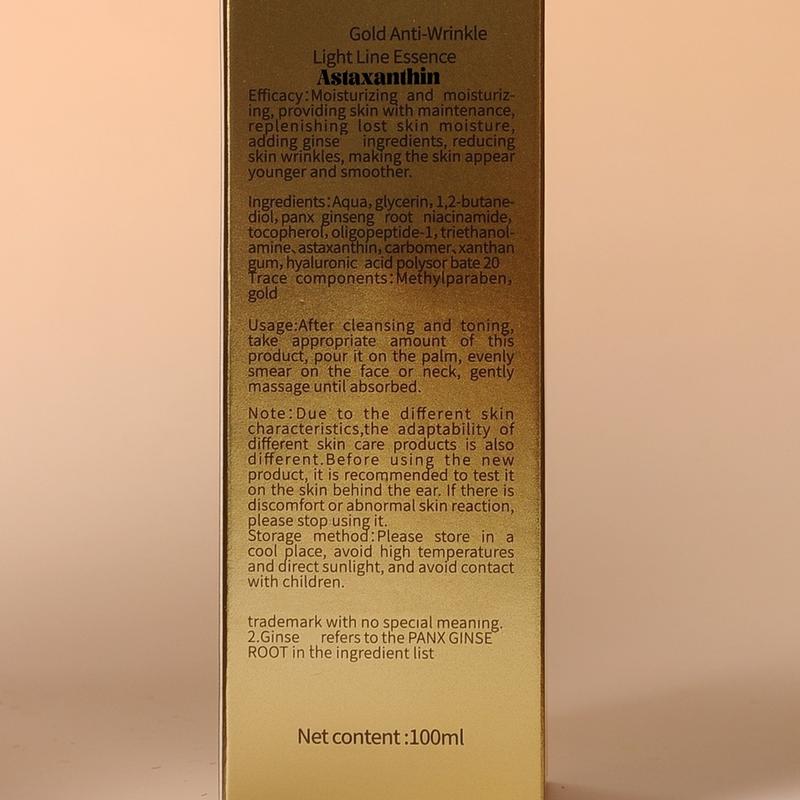 Gold Anti-Wrinkle
Light Line Essence
Astaxanthin
Efficacy:Moisturizing and moisturiz-
ing, providing skin with maintenance,
replenishing lost skin moisture,
adding ginse ingredients, reducing
skin wrinkles, making the skin appear
younger and smoother.
Ingredients:Aqua, glycerin, 1,2-butane-
diol, panx ginseng root niacinamide,
tocopherol, oligopeptide-1, triethanol-
amine、astaxanthin, carbomer、xanthan
gum, hyaluronic acid polysor bate 20
Trace components:Methylparaben,
gold
Usage:After cleansing and toning,
take appropriate amount of this
product, pour it on the palm, evenly
smear on the face or neck, gently
massage until absorbed.
Note:Due to the different skin
characteristics,the adaptability of
different skin care products is also
different.Before using the new
product, it is recommended to test it
on the skin behind the ear. If there is
discomfort or abnormal skin reaction,
please stop using it.
Storage method:Please store in a
cool place, avoid high temperatures
and direct sunlight, and avoid contact
with children.
trademark with no special meaning.
2.Ginse refers to the PANX GINSE
ROOT in the ingredient list
Net content :100ml